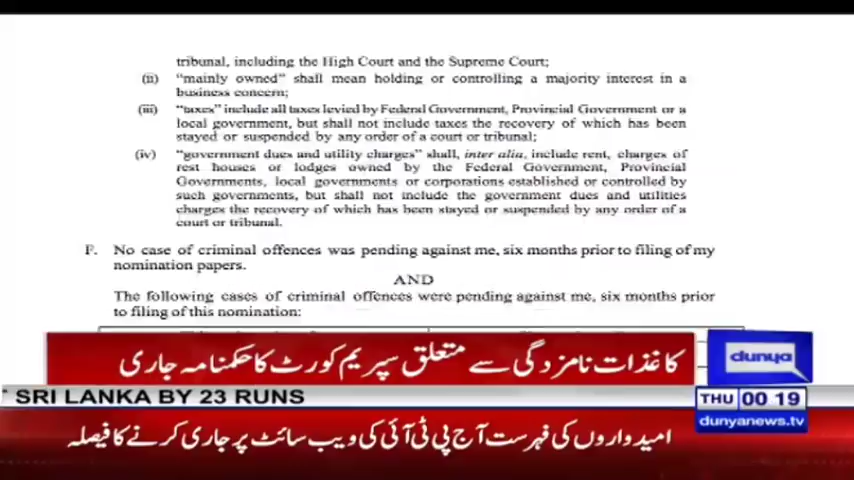 tribunal, including the High Court and the Supreme Court;
(ii) "mainly owned" shall mean holding or controlling a majority interest in a
business concern;
(iii) "taxes" include all taxes levied by Federal Government, Provincial Government or a
local government, but shall not include taxes the recovery of which has been
stayed or suspended by any order of a court or tribunal;
(iv) "government dues and utility charges" shall, inter alia, include rent, charges of
rest houses or lodges owned by the Federal Government, Provincial
Governments, local governments or corporations established or controlled by
such governments, but shall not include the government dues and utilities
charges the recovery of which has been stayed or suspended by any order of a
court or tribunal.
F. No case of criminal offences was pending against me, six months prior to filing of my
nomination papers.
AND
The following cases of criminal offences were pending against me, six months prior
to filing of this nomination:
کاغذات نامزدگی سے متعلق سپریم کورٹ کا حکمنامہ جاری
dunya
SRI LANKA BY 23 RUNS
THU 00 19
dunyanews.tv
امیدواروں کی فہرست آج پی ٹی آئی کی ویب سائٹ پر جاری کرنے کا فیصلہ